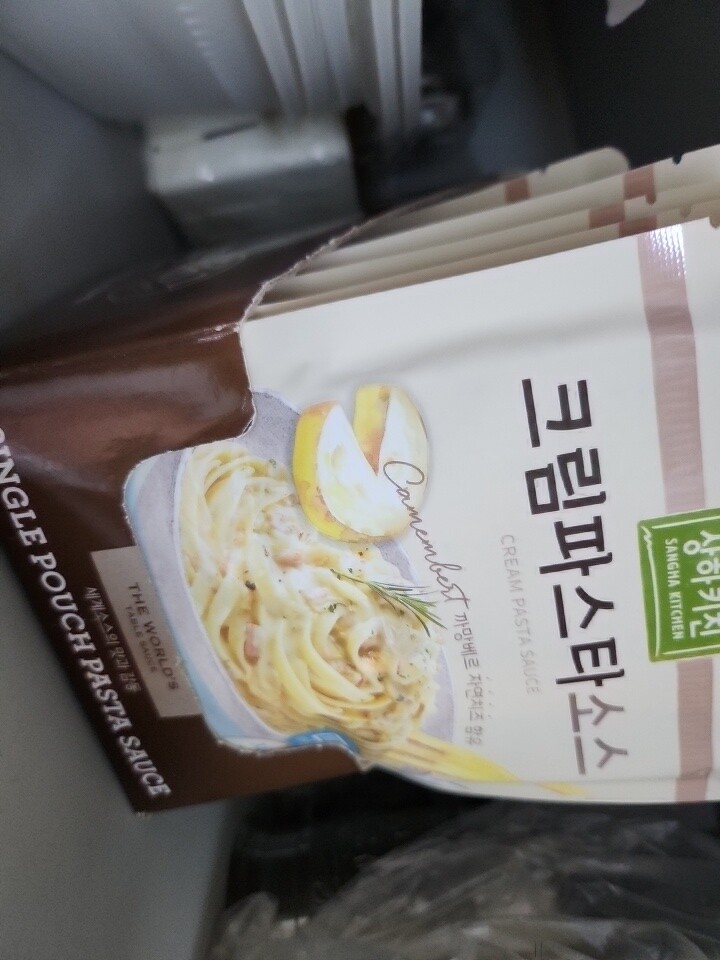 상하키친
SANGHA KITCHEN
크림파스타소스
CREAM PASTA SAUCE
까망베르 자연치즈 함유
Camembert
THE WORLD'S
TABLE SAUCE
세계소스의 맛과 감동
SINGLE POUCH PASTA SAUCE